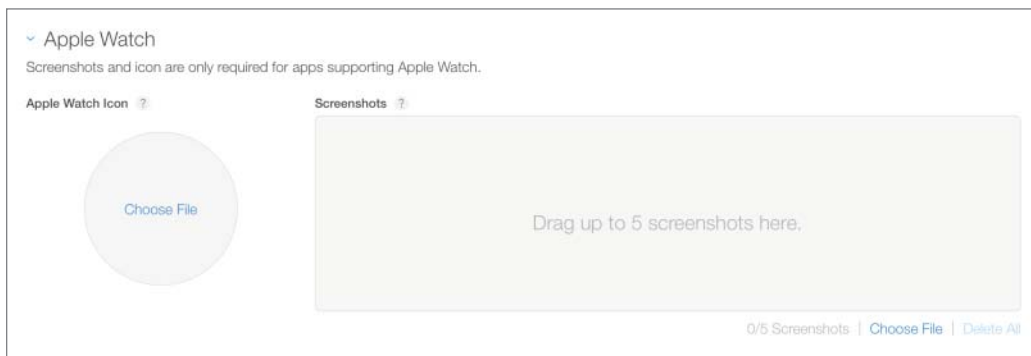 Apple Watch
Screenshots and icon are only required for apps supporting Apple Watch.
Apple Watch Icon ?
Screenshots ?
Choose File
Drag up to 5 screenshots here.
0/5 Screenshots | Choose File | Delete All